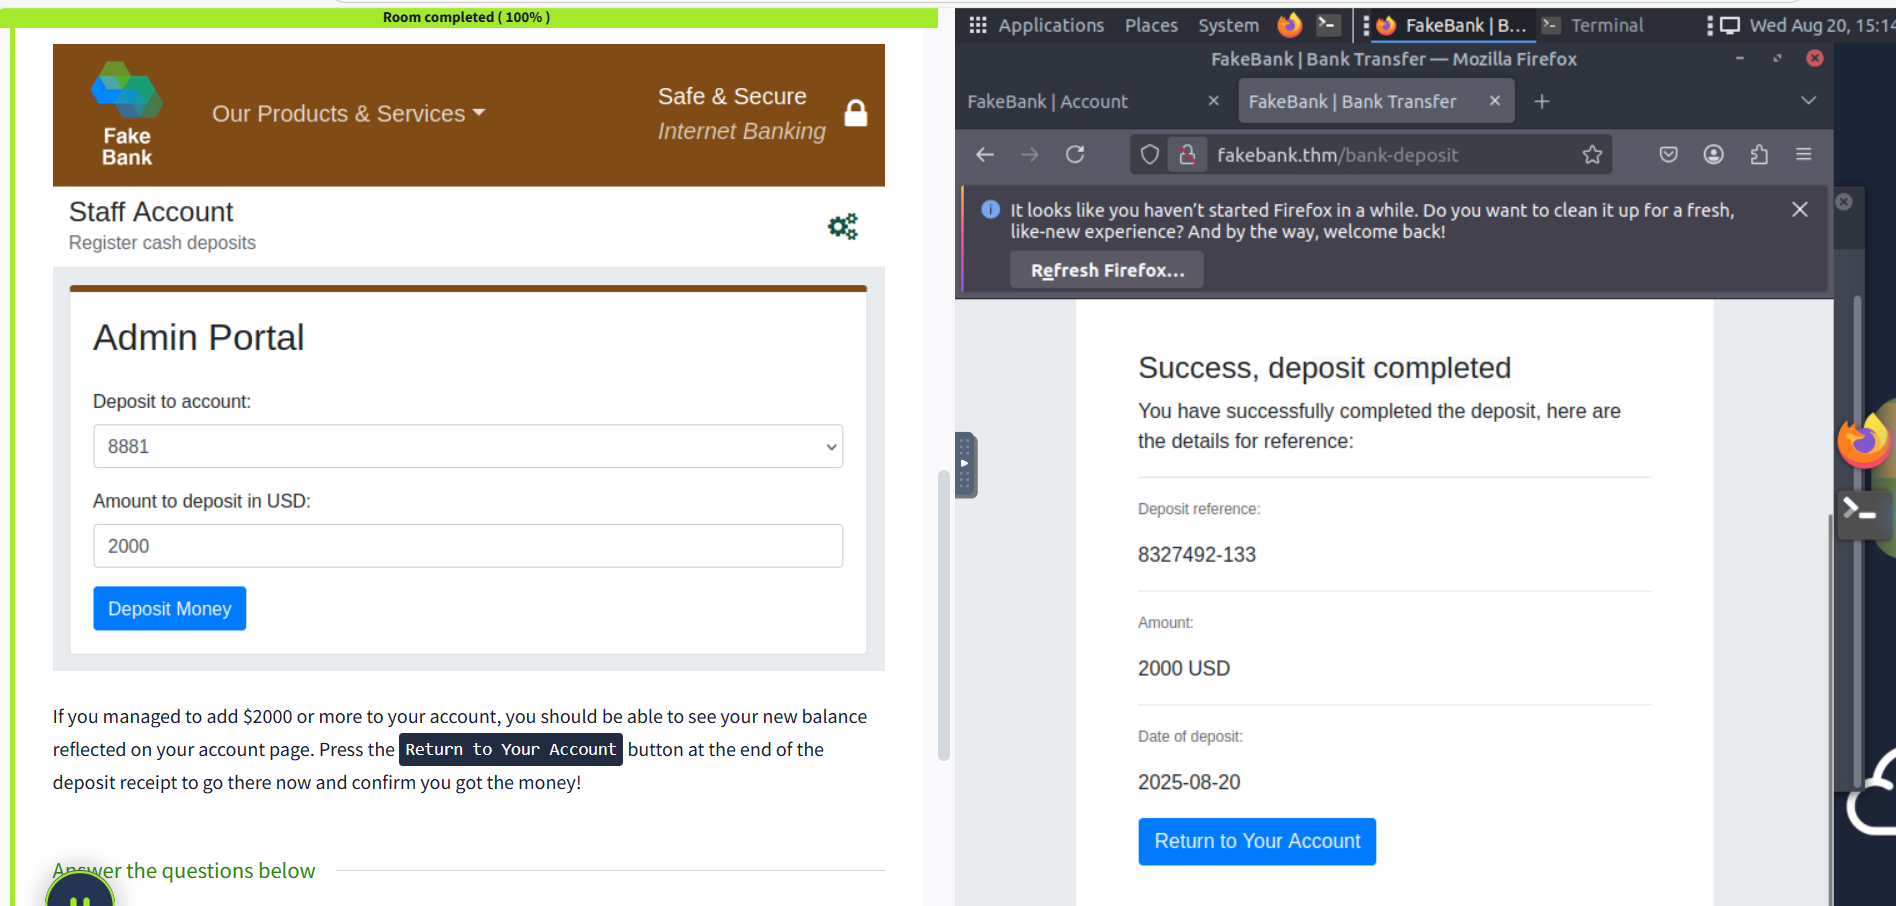 Room completed ( 100% )
Fake
Bank
Our Products & Services
Safe & Secure
Internet Banking
Staff Account
Register cash deposits
Admin Portal
Deposit to account:
8881
Amount to deposit in USD:
2000
Deposit Money
If you managed to add $2000 or more to your account, you should be able to see your new balance
reflected on your account page. Press the Return to Your Account button at the end of the
deposit receipt to go there now and confirm you got the money!
Answer the questions below
Applications Places System FakeBank | B... Terminal Wed Aug 20, 15:14
FakeBank | Bank Transfer — Mozilla Firefox
FakeBank | Account
FakeBank | Bank Transfer
fakebank.thm/bank-deposit
It looks like you haven't started Firefox in a while. Do you want to clean it up for a fresh,
like-new experience? And by the way, welcome back!
Refresh Firefox...
Success, deposit completed
You have successfully completed the deposit, here are
the details for reference:
Deposit reference:
8327492-133
Amount:
2000 USD
Date of deposit:
2025-08-20
Return to Your Account